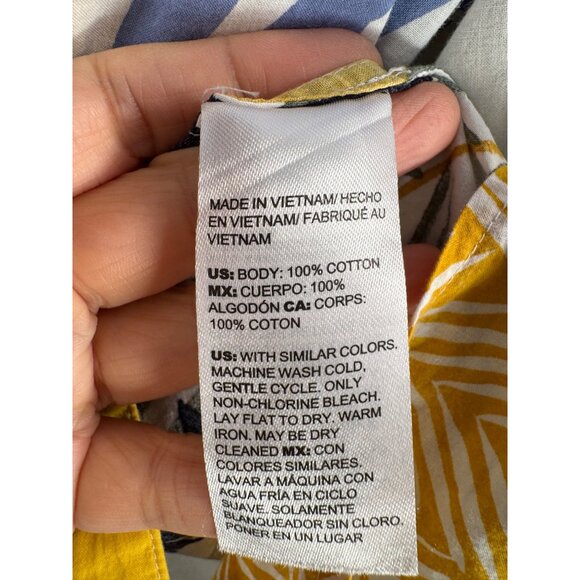 MADE IN VIETNAM/ HECHO
EN VIETNAM/ FABRIQUÉ AU
VIETNAM
US: BODY: 100% COTTON
MX: CUERPO: 100%
ALGODÓN CA: CORPS:
100% COTON
US: WITH SIMILAR COLORS.
MACHINE WASH COLD,
GENTLE CYCLE. ONLY
NON-CHLORINE BLEACH.
LAY FLAT TO DRY. WARM
IRON. MAY BE DRY
CLEANED MX: CON
COLORES SIMILARES.
LAVAR A MÁQUINA CON
AGUA FRÍA EN CICLO
SUAVE. SOLAMENTE
BLANQUEADOR SIN CLORO.
PONER EN UN LUGAR